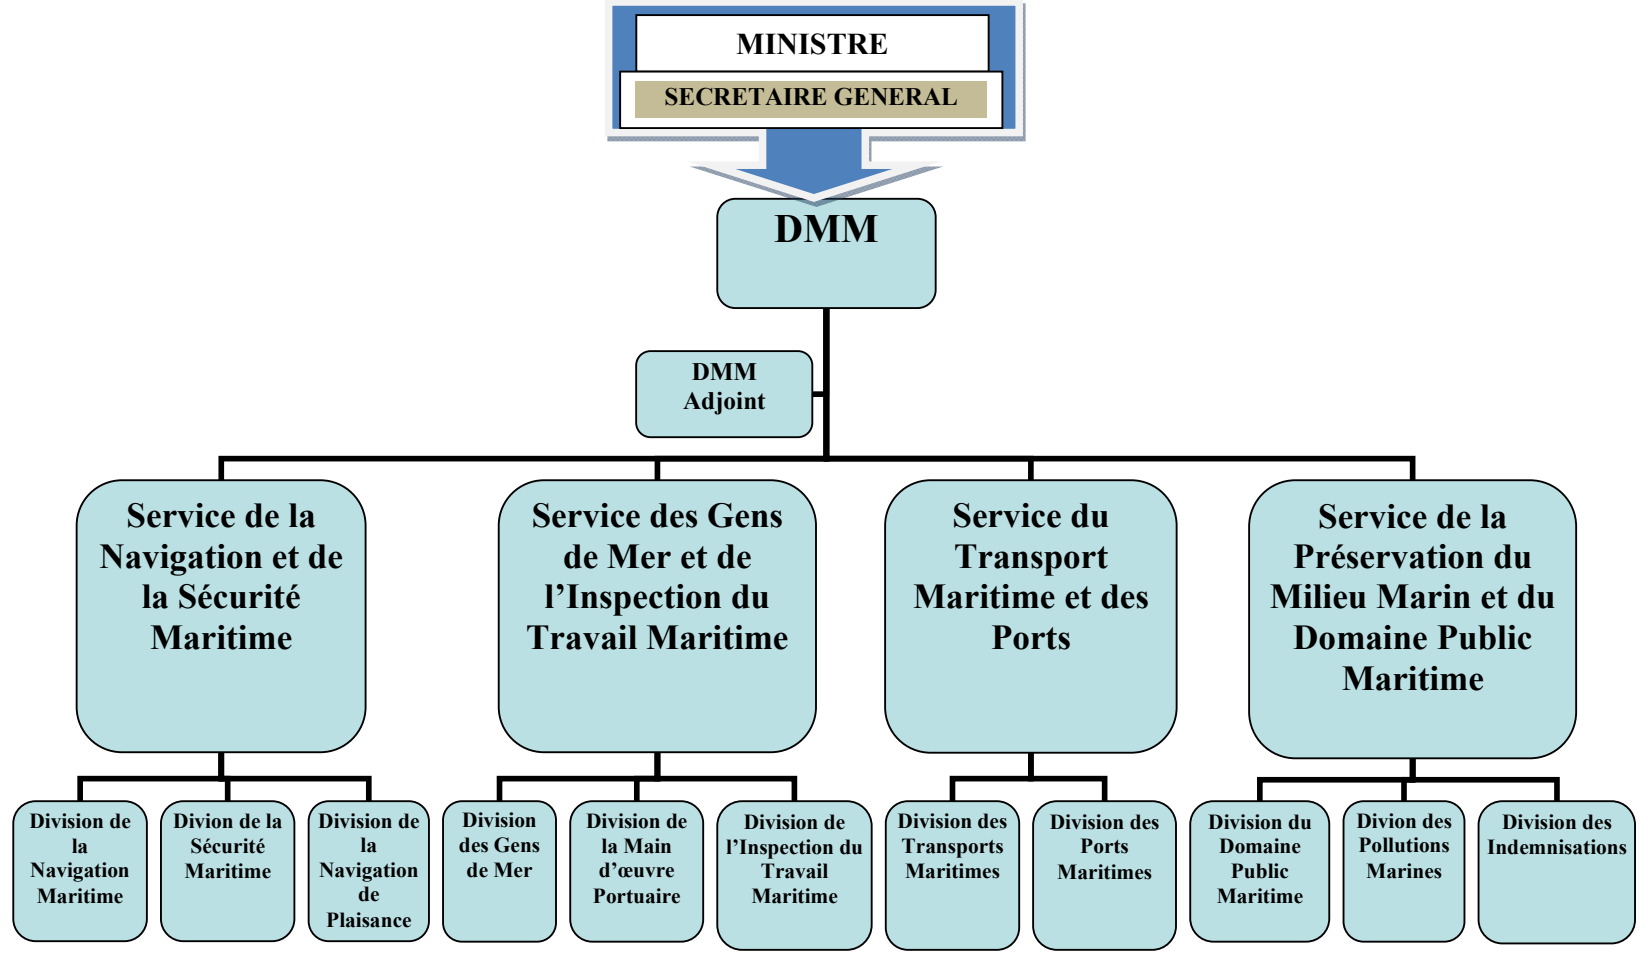 MINISTRE
SECRETAIRE GENERAL
DMM
DMM
Adjoint
Service de la
Navigation et de
la Sécurité
Maritime
Service des Gens
de Mer et de
l’Inspection du
Travail Maritime
Service du
Transport
Maritime et des
Ports
Service de la
Préservation du
Milieu Marin et du
Domaine Public
Maritime
Division de
la
Navigation
Maritime
Divion de la
Sécurité
Maritime
Division de
la
Navigation
de
Plaisance
Division
des Gens
de Mer
Division de
la Main
d’œuvre
Portuaire
Division de
l’Inspection du
Travail
Maritime
Division des
Transports
Maritimes
Division des
Ports
Maritimes
Division du
Domaine
Public
Maritime
Divion des
Pollutions
Marines
Division des
Indemnisations